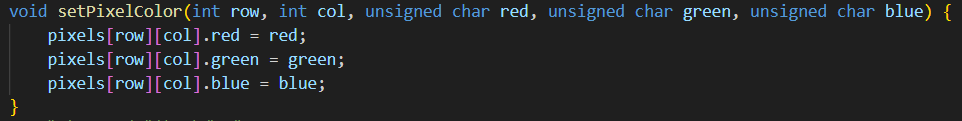 void setPixelColor(int row, int col, unsigned char red, unsigned char green, unsigned char blue) {
    pixels[row][col].red = red;
    pixels[row][col].green = green;
    pixels[row][col].blue = blue;
}